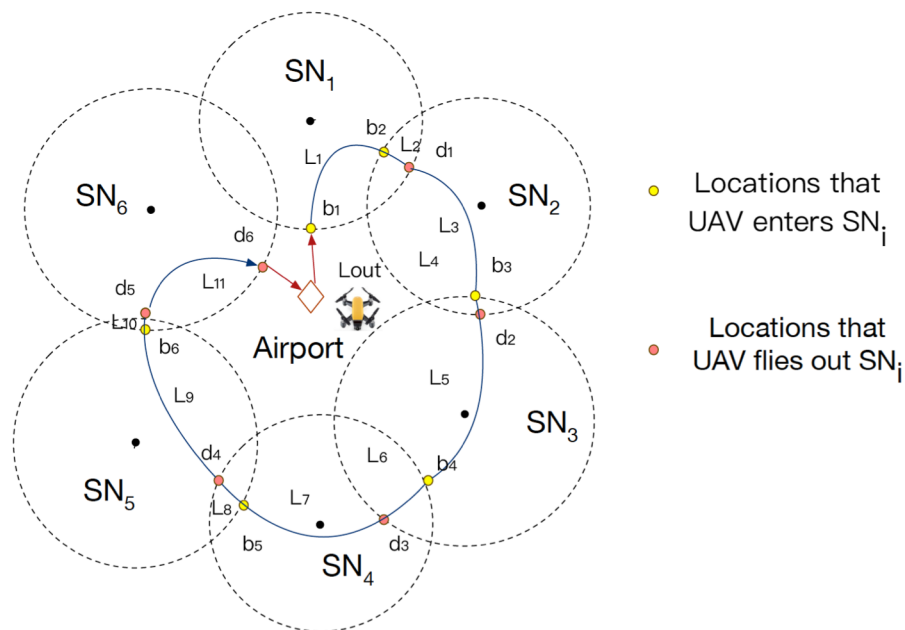 SN1
b2
L2
d1
L1
SN6
SN2
b1
L3
d6
L4
b3
Lout
L11
d5
L10
d2
Airport
b6
L5
L9
SN3
d4
L6
b4
SN5
L7
L8
b5
d3
SN4
Locations that
UAV enters SNi
Locations that
UAV flies out SNi